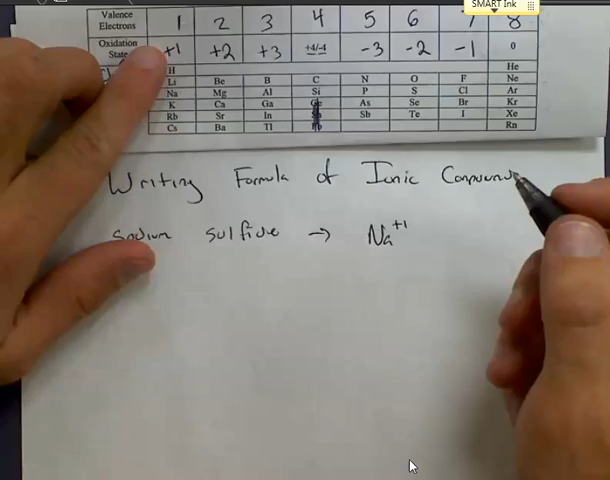 SMART Ink
Valence Electrons 1 2 3 4 5 6 7 8
Oxidation State +1 +2 +3 +4/-4 -3 -2 -1 0
H He
Li Be B C N O F Ne
Na Mg Al Si P S Cl Ar
K Ca Ga As Se Br Kr
Rb Sr In Sb Te I Xe
Cs Ba Tl Rn
Writing Formula of Ionic Compounds
sodium sulfide → Na+1